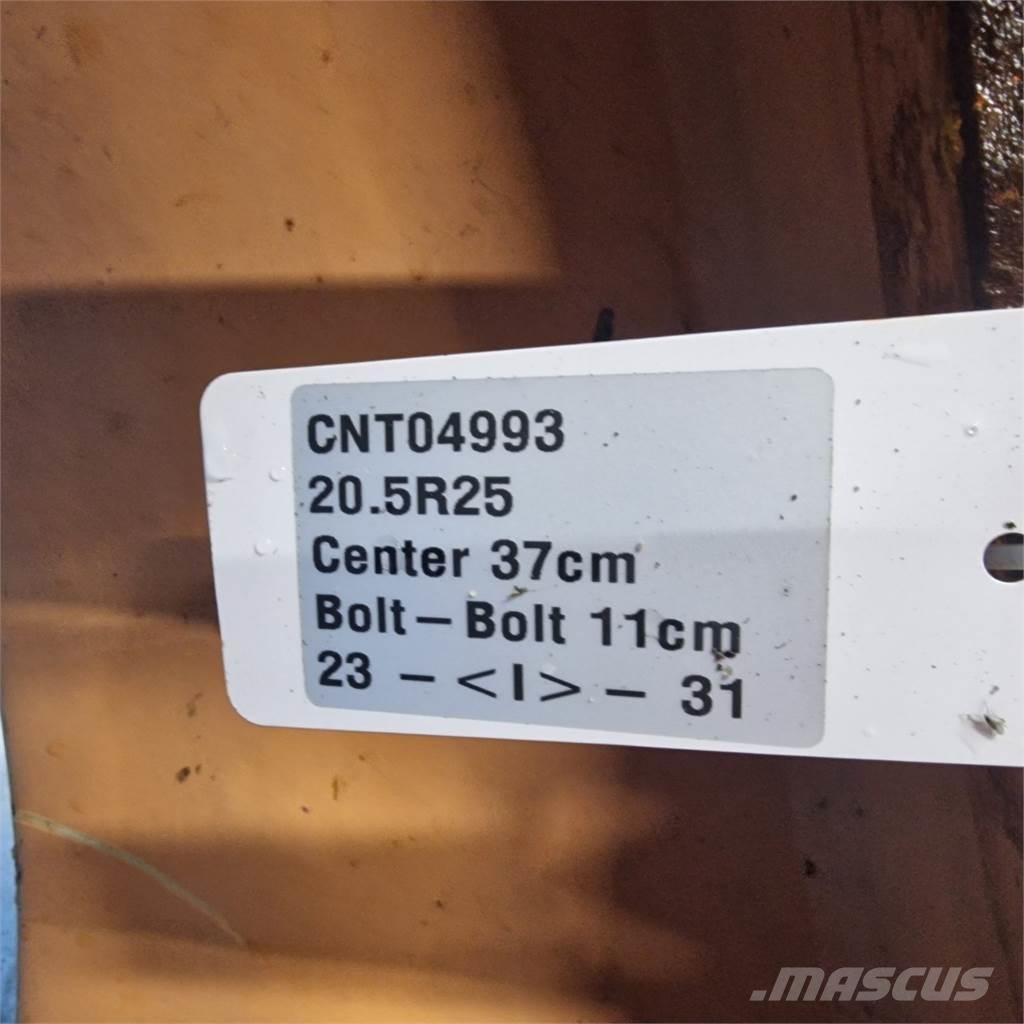 CNT04993
20.5R25
Center 37cm
Bolt-Bolt 11cm
23 - <I> - 31
.MASCUS